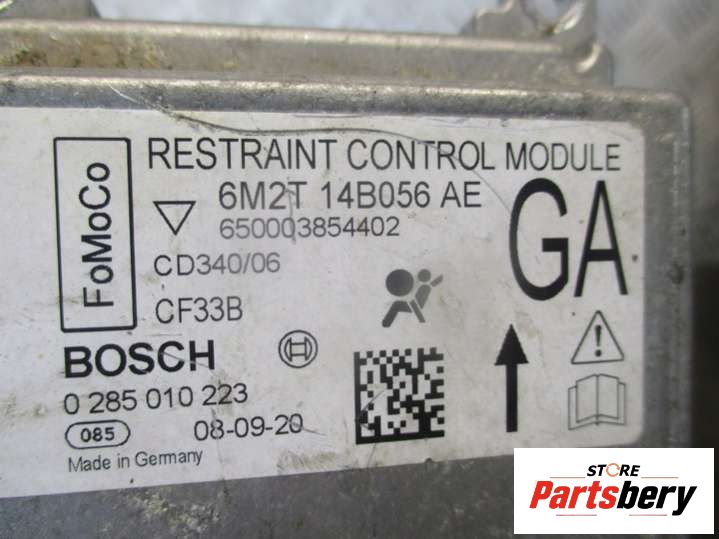 FoMoCo
RESTRAINT CONTROL MODULE
6M2T 14B056 AE
650003854402
GA
CD340/06
CF33B
BOSCH
0 285 010 223
085
08-09-20
Made in Germany
STORE
Partsbery